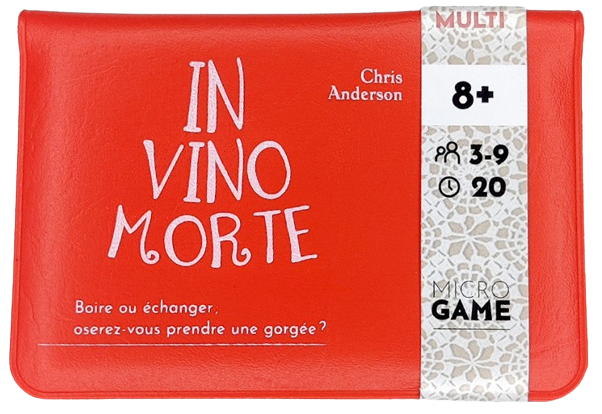 IN
VINO
MORTE
Chris
Anderson
Boire ou échanger,
oserez-vous prendre une gorgée ?
MULTI
8+
3-9
20
MICRO
GAME